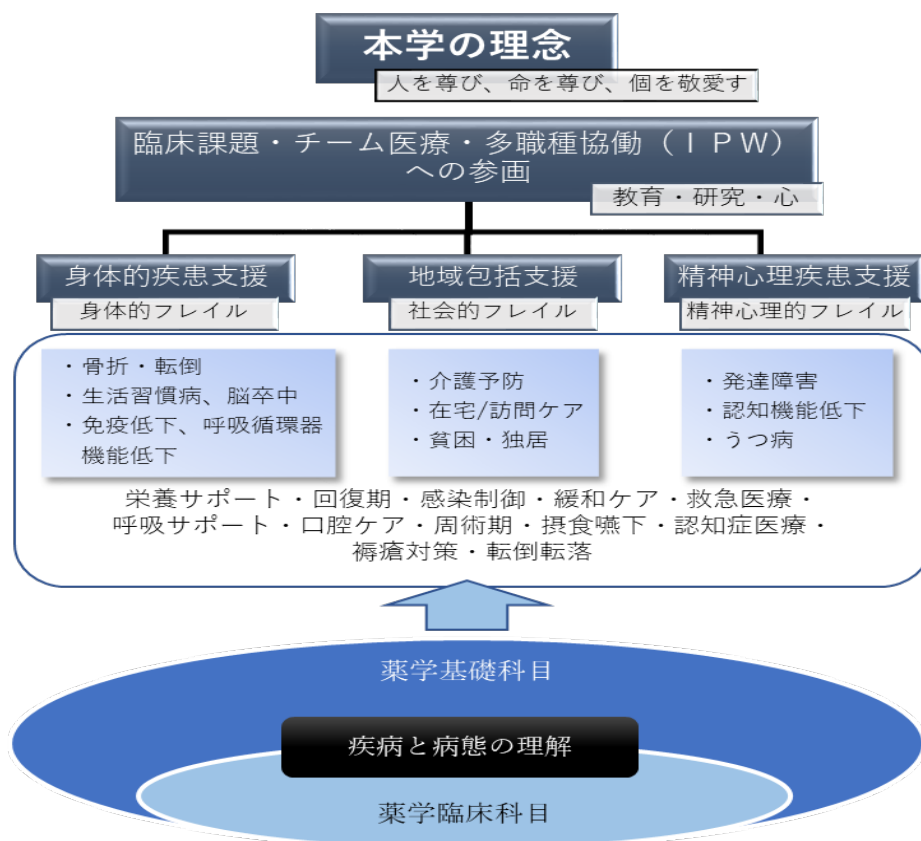 本学の理念
人を尊び、命を尊び、個を敬愛す
臨床課題・チーム医療・多職種協働（ＩＰＷ）
への参画
教育・研究・心
身体的疾患支援
身体的フレイル
地域包括支援
社会的フレイル
精神心理疾患支援
精神心理的フレイル
・骨折・転倒
・生活習慣病、脳卒中
・免疫低下、呼吸循環器
機能低下
・介護予防
・在宅/訪問ケア
・貧困・独居
・発達障害
・認知機能低下
・うつ病
栄養サポート・回復期・感染制御・緩和ケア・救急医療・
呼吸サポート・口腔ケア・周術期・摂食嚥下・認知症医療・
褥瘡対策・転倒転落
薬学基礎科目
疾病と病態の理解
薬学臨床科目